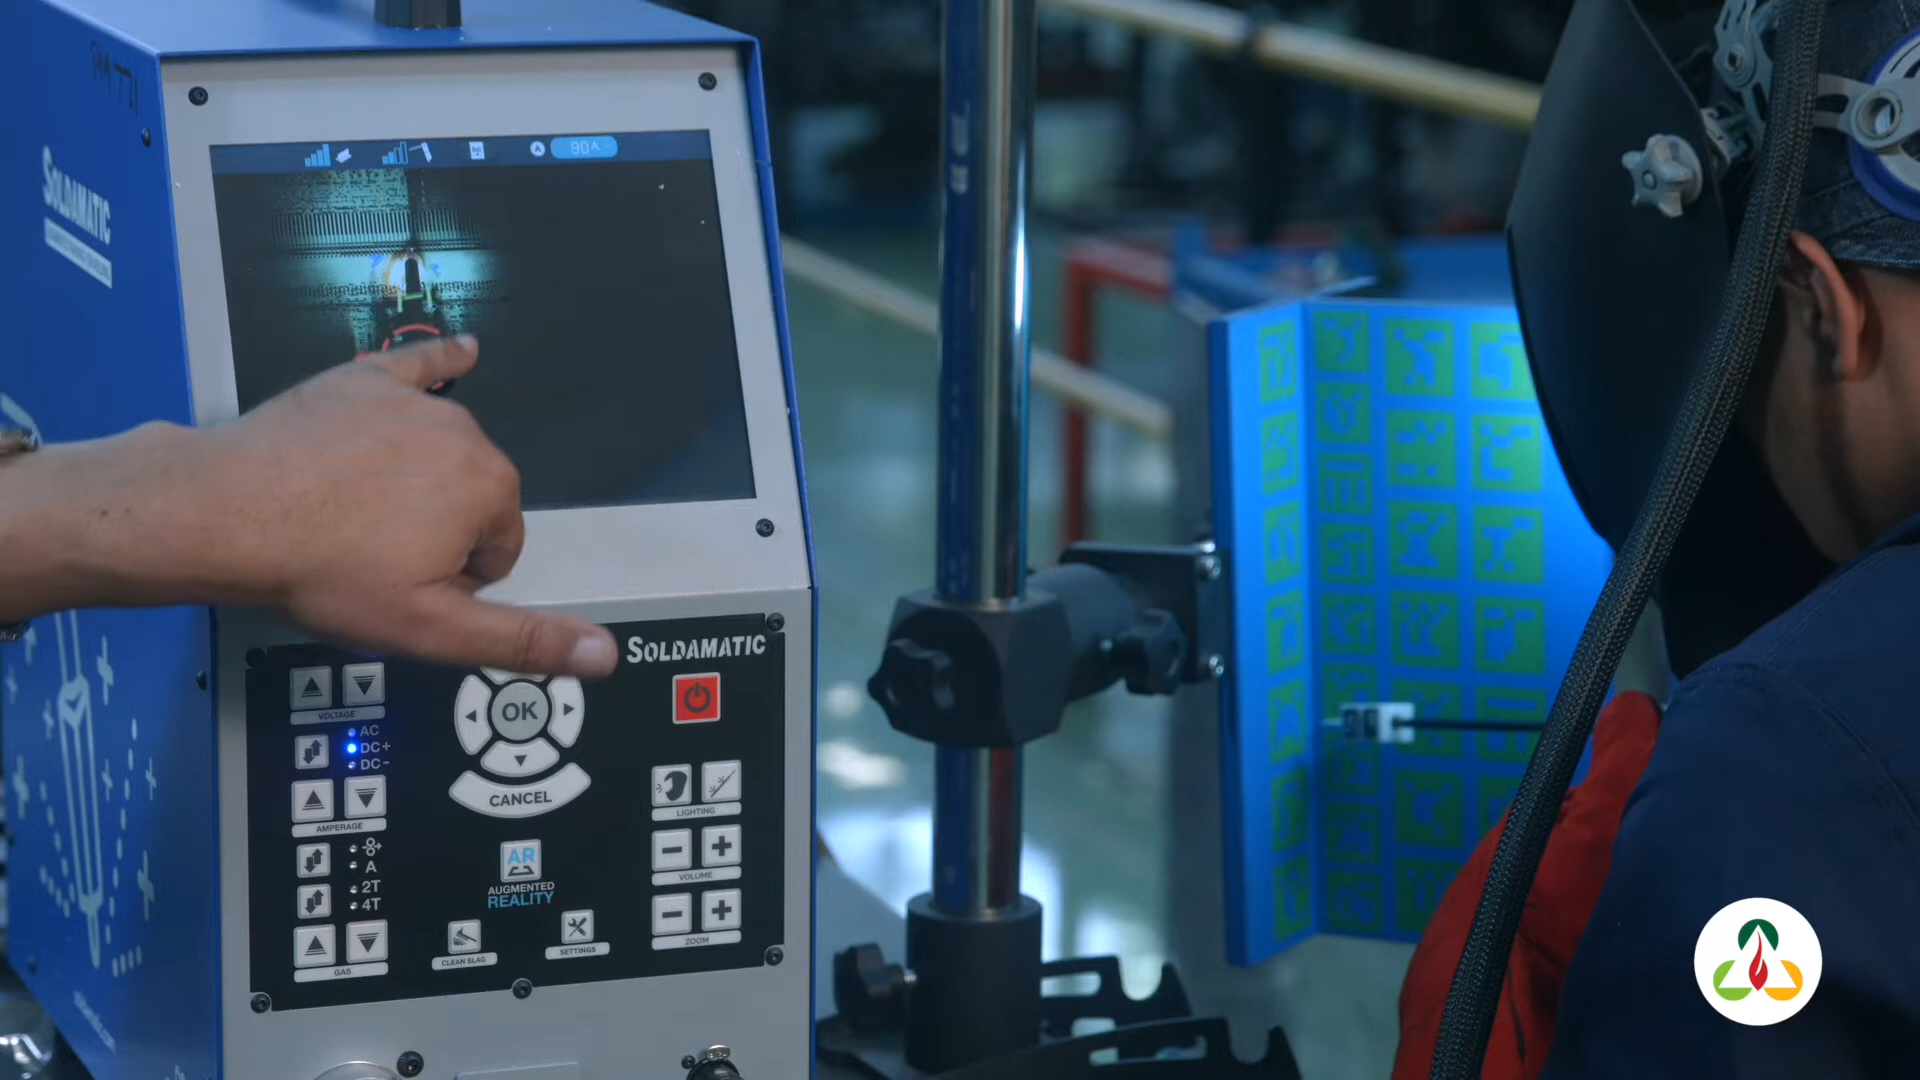 SOLDAMATIC
90A
SOLDAMATIC
VOLTAGE
AC
DC+
DC-
OK
CANCEL
AMPERAGE
A
2T
4T
AR
AUGMENTED
REALITY
LIGHTING
VOLUME
ZOOM
GAS
CLEAN SLAG
SETTINGS